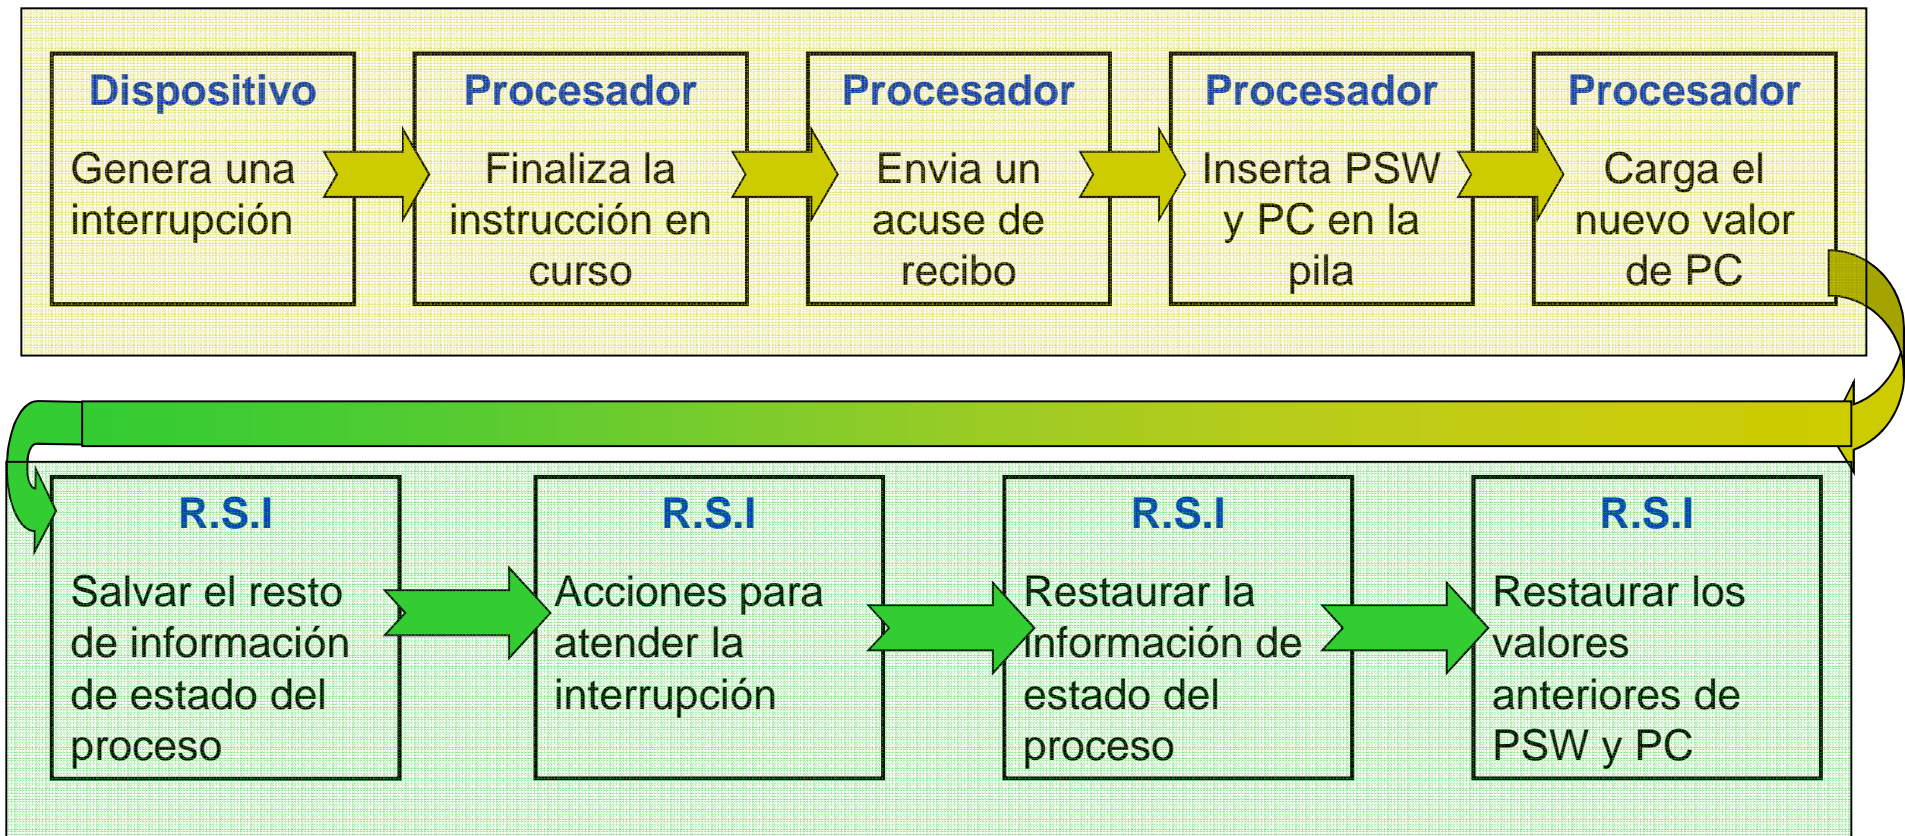 Dispositivo
Genera una
interrupción
Procesador
Finaliza la
instrucción en
curso
Procesador
Envia un
acuse de
recibo
Procesador
Inserta PSW
y PC en la
pila
Procesador
Carga el
nuevo valor
de PC
R.S.I
Salvar el resto
de información
de estado del
proceso
R.S.I
Acciones para
atender la
interrupción
R.S.I
Restaurar la
información de
estado del
proceso
R.S.I
Restaurar los
valores
anteriores de
PSW y PC